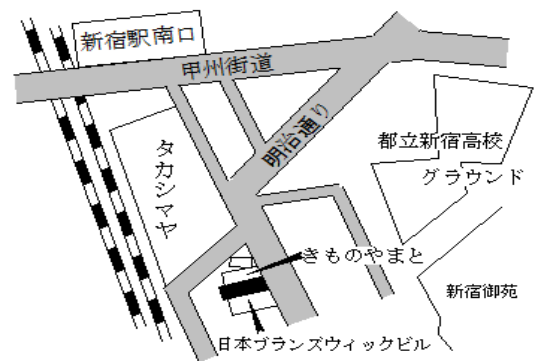 新宿駅南口
甲州街道
明治通り
タカシマヤ
都立新宿高校
グラウンド
きものやまと
新宿御苑
日本ブランズウィックビル